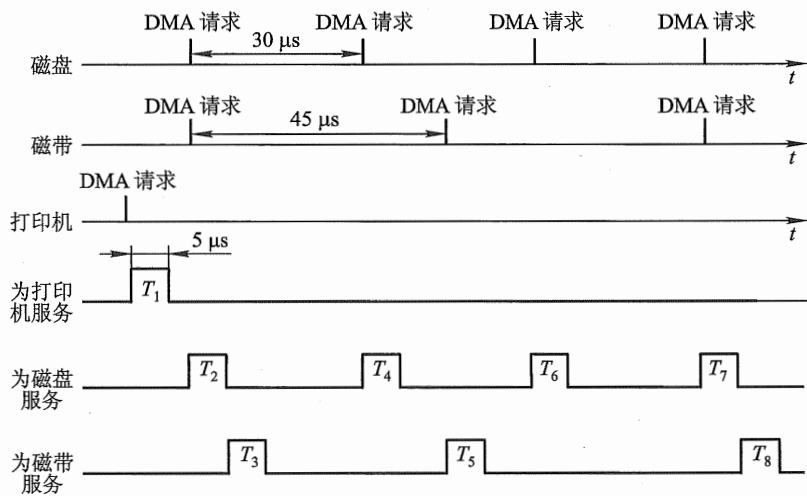 DMA 请求 DMA 请求 DMA 请求 DMA 请求
30 μs
磁盘
t
DMA 请求 DMA 请求 DMA 请求
45 μs
磁带
t
DMA 请求
打印机
t
5 μs
为打印
机服务
T1
为磁盘
服务
T2 T4 T6 T7
为磁带
服务
T3 T5 T8